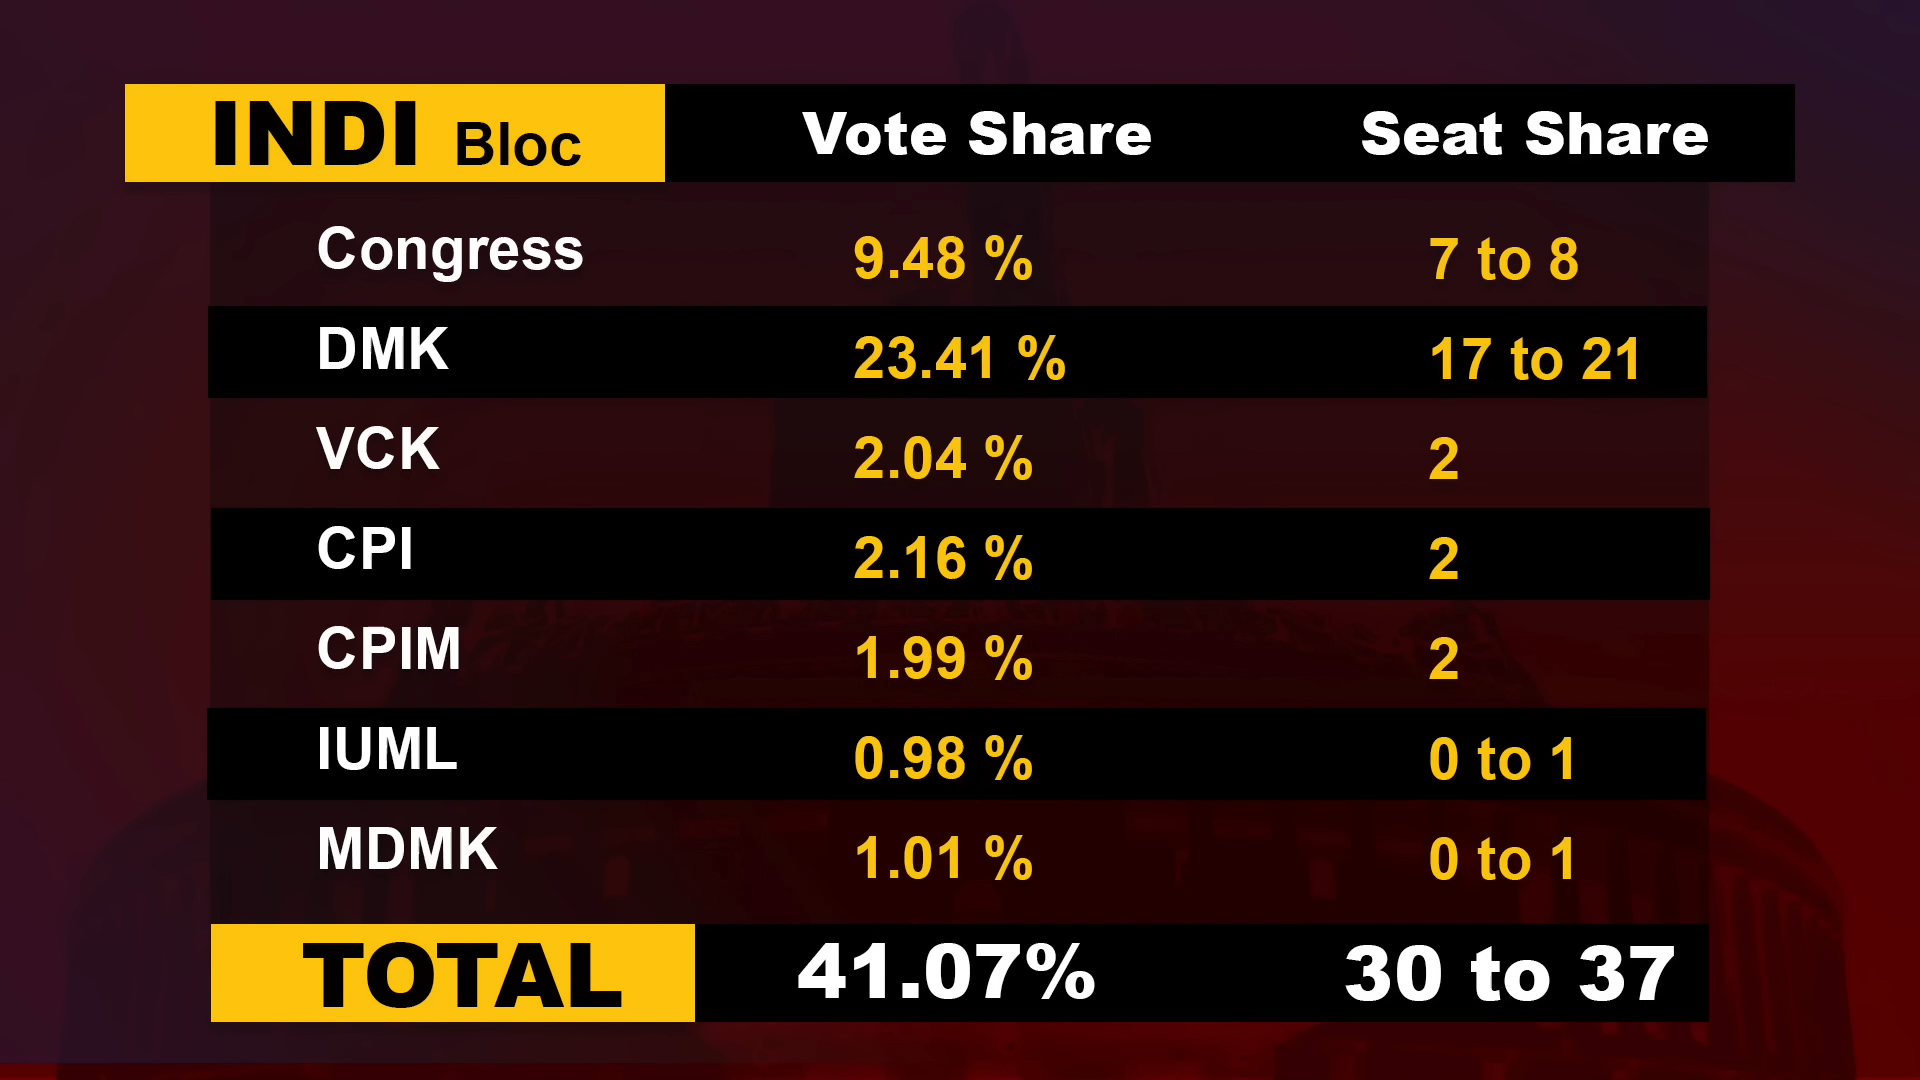 INDI Bloc Vote Share Seat Share
Congress 9.48 % 7 to 8
DMK 23.41 % 17 to 21
VCK 2.04 % 2
CPI 2.16 % 2
CPIM 1.99 % 2
IUML 0.98 % 0 to 1
MDMK 1.01 % 0 to 1
TOTAL 41.07% 30 to 37